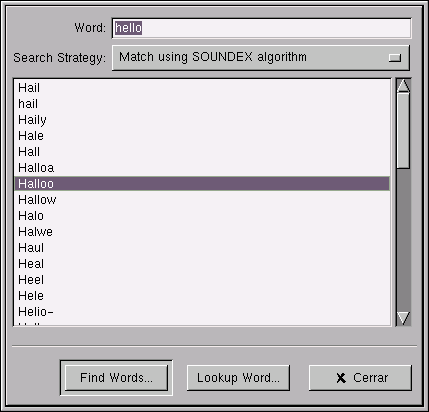 Word: hello
Search Strategy: Match using SOUNDEX algorithm
Hail
hail
Haily
Hale
Hall
Halloa
Halloo
Hallow
Halo
Halwe
Haul
Heal
Heel
Hele
Helio-
Find Words...
Lookup Word...
Cerrar